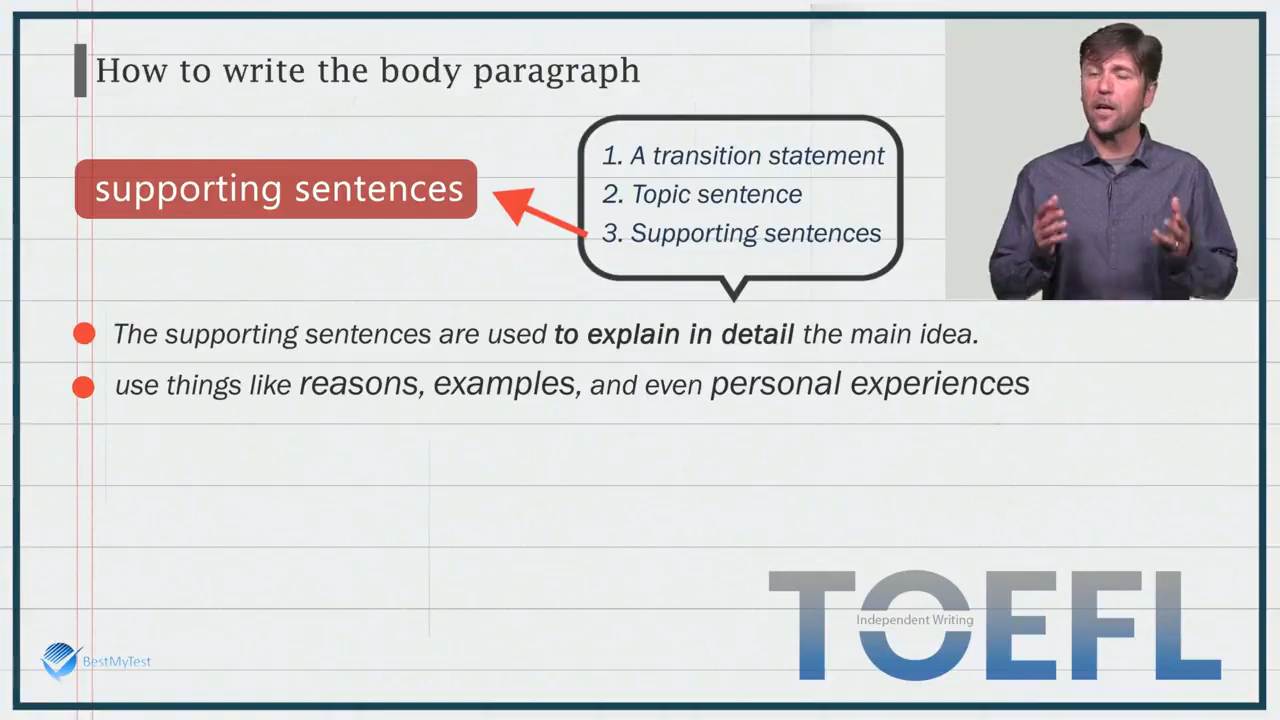 How to write the body paragraph
supporting sentences
1. A transition statement
2. Topic sentence
3. Supporting sentences
The supporting sentences are used to explain in detail the main idea.
use things like reasons, examples, and even personal experiences
TOEFL
Independent Writing
BestMyTest